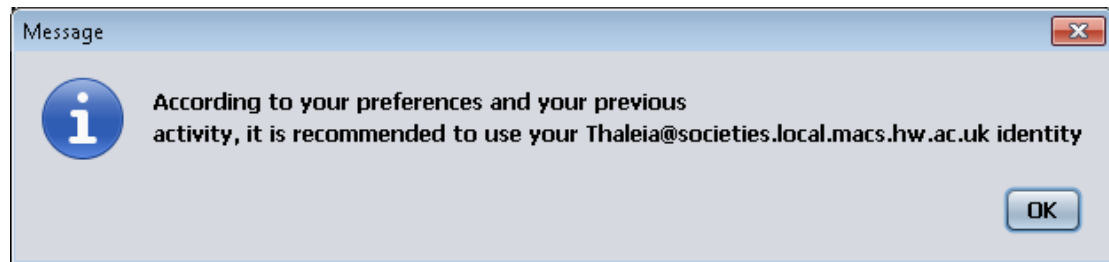 Message
According to your preferences and your previous
activity, it is recommended to use your Thaleia@societies.local.macs.hw.ac.uk identity
OK